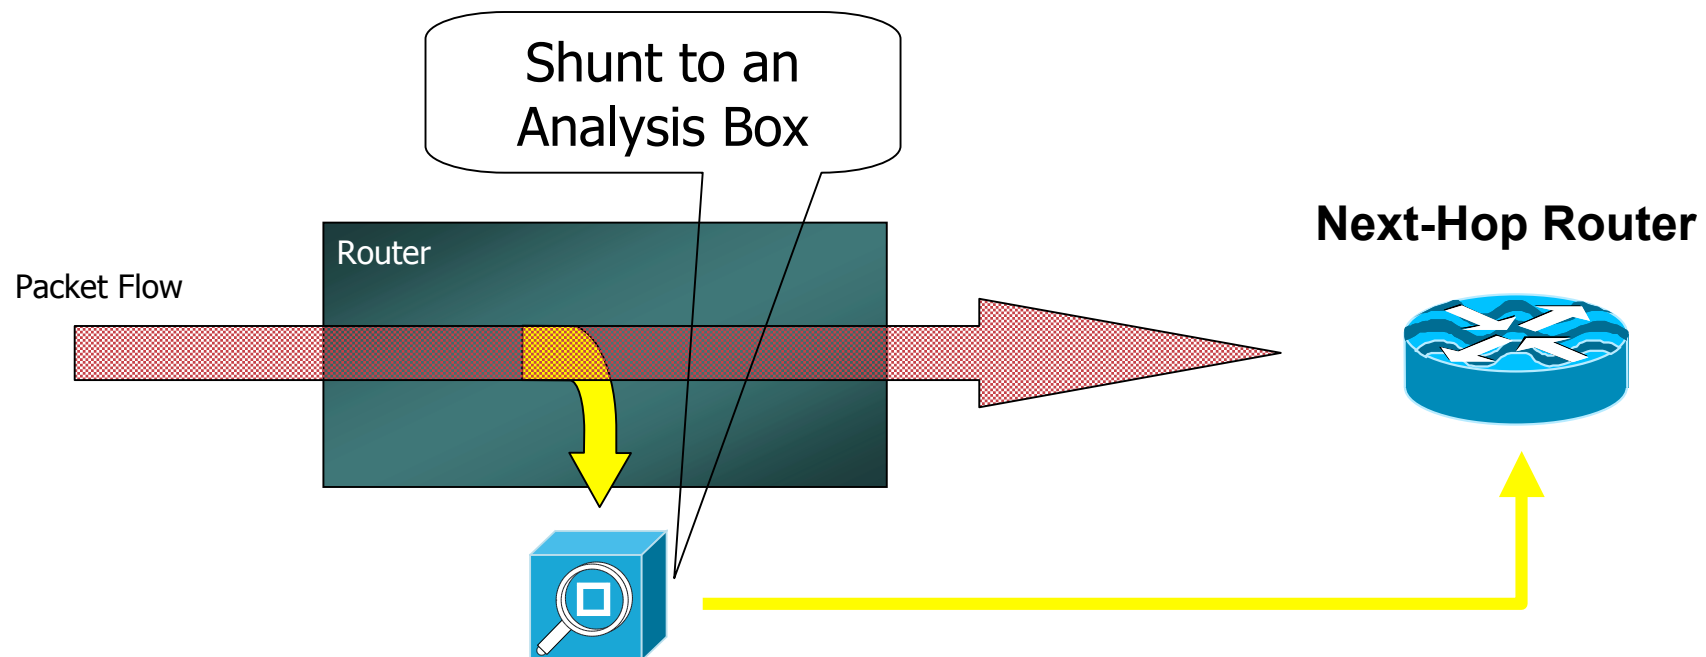 Shunt to an
Analysis Box
Next-Hop Router
Router
Packet Flow